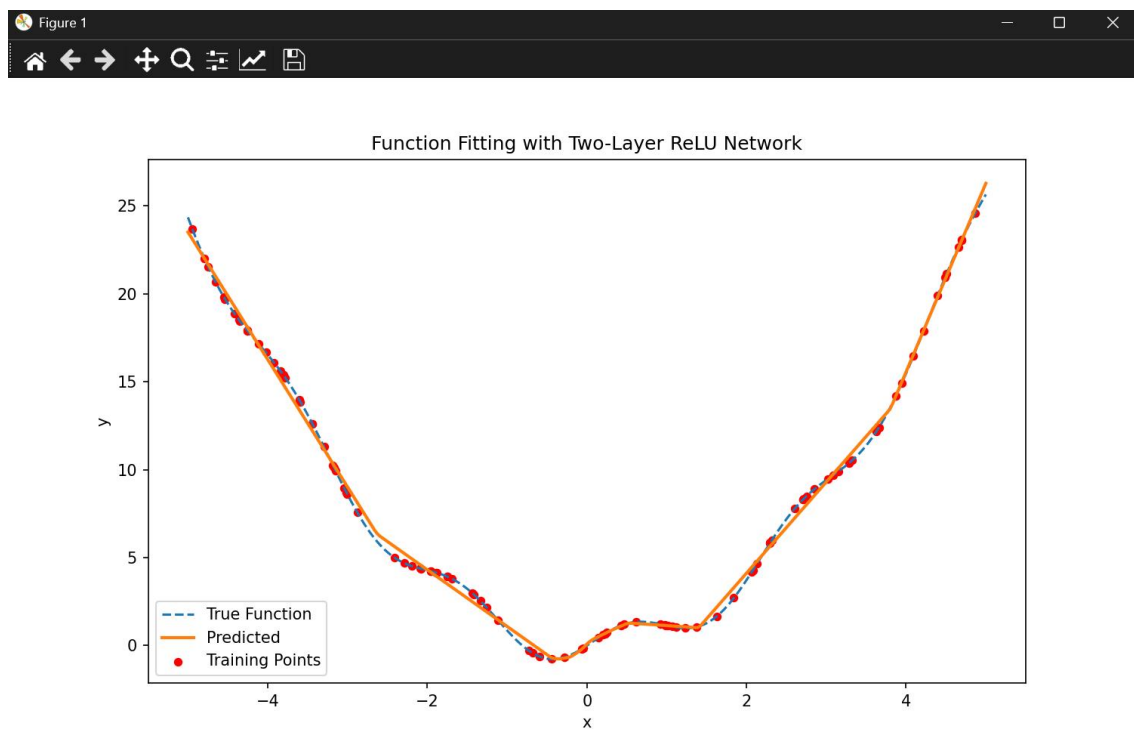 Figure 1
Function Fitting with Two-Layer ReLU Network
25
20
15
10
5
0
y
True Function
Predicted
Training Points
−4 −2 0 2 4
x